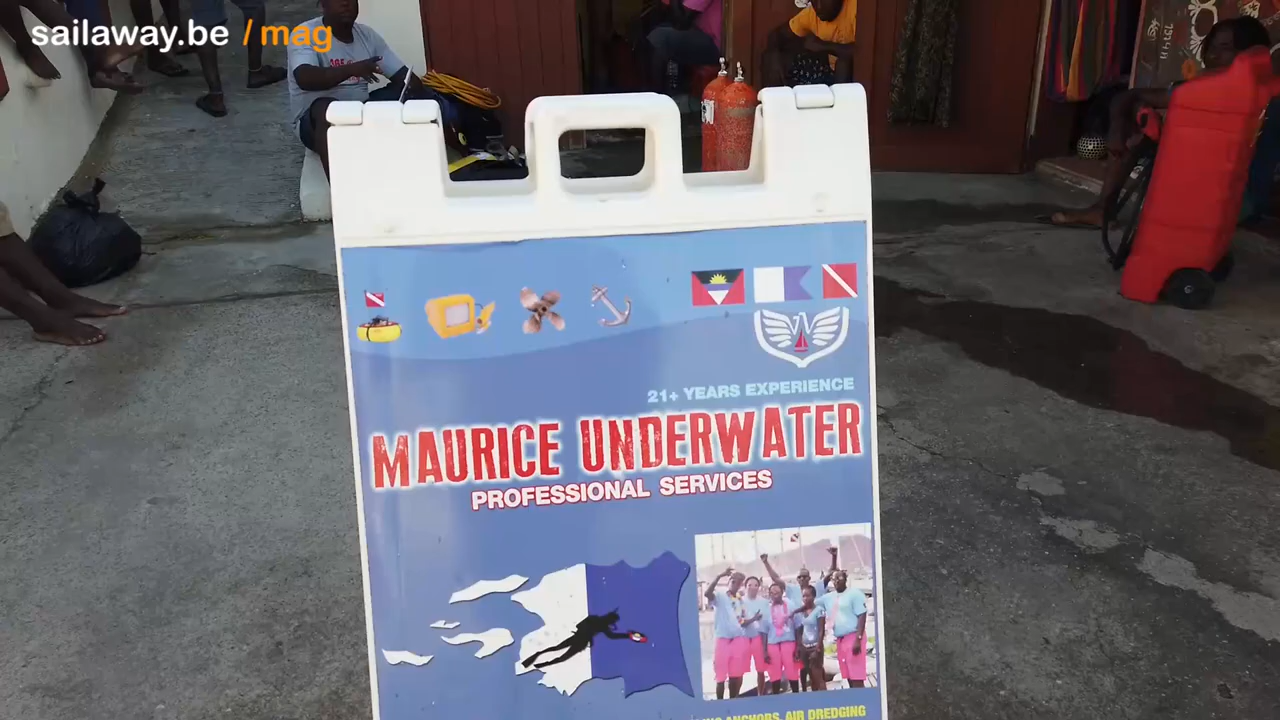 sailaway.be / mag
21+ YEARS EXPERIENCE
MAURICE UNDERWATER
PROFESSIONAL SERVICES
ANCHORS, AIR DREDGING